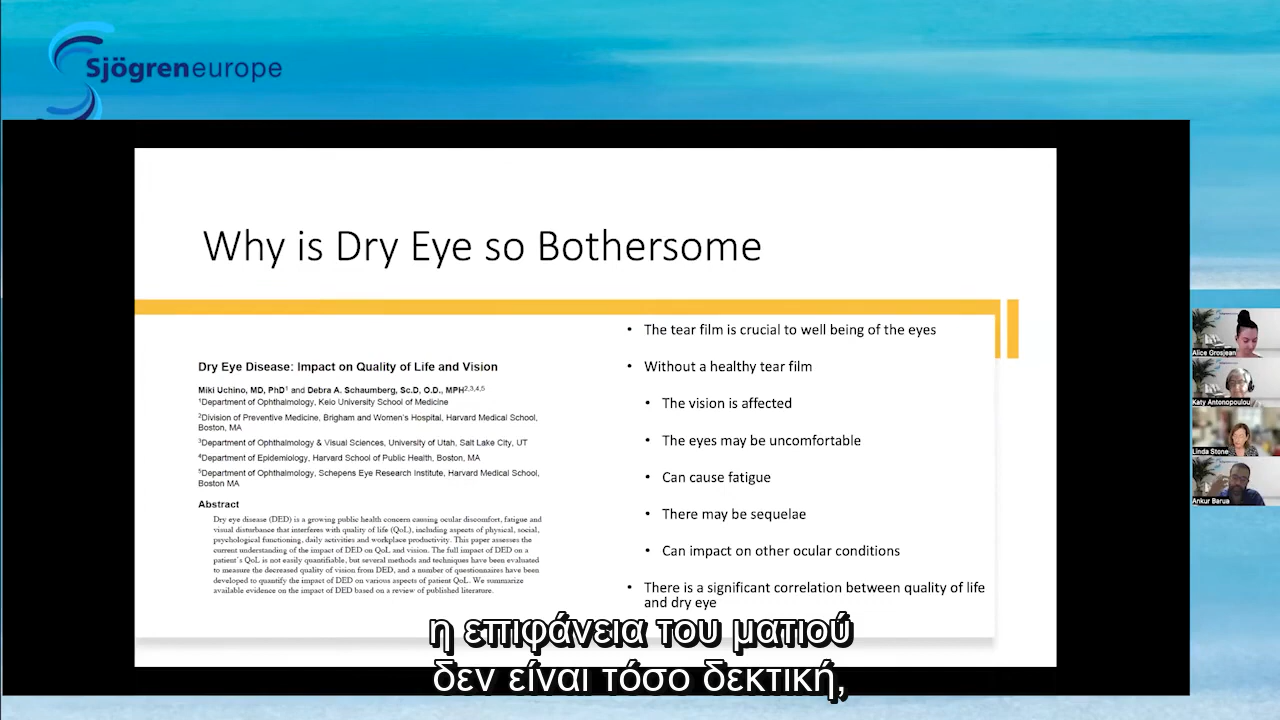 Sjögreneurope
Why is Dry Eye so Bothersome
Dry Eye Disease: Impact on Quality of Life and Vision
Miki Uchino, MD, PhD1 and Debra A. Schaumberg, Sc.D, O.D., MPH2,3,4,5
1Department of Ophthalmology, Keio University School of Medicine
2Division of Preventive Medicine, Brigham and Women's Hospital, Harvard Medical School,
Boston, MA
3Department of Ophthalmology & Visual Sciences, University of Utah, Salt Lake City, UT
4Department of Epidemiology, Harvard School of Public Health, Boston, MA
5Department of Ophthalmology, Schepens Eye Research Institute, Harvard Medical School,
Boston MA
Abstract
Dry eye disease (DED) is a growing public health concern causing ocular discomfort, fatigue and
visual disturbance that interferes with quality of life (QoL), including aspects of physical, social,
psychological functioning, daily activities and workplace productivity. This paper assesses the
current understanding of the impact of DED on QoL and vision. The full impact of DED on a
patient's QoL is not easily quantifiable, but several methods and techniques have been evaluated
to measure the decreased quality of vision from DED, and a number of questionnaires have been
developed to quantify the impact of DED on various aspects of patient QoL. We summarize
available evidence on the impact of DED based on a review of published literature.
• The tear film is crucial to well being of the eyes
• Without a healthy tear film
• The vision is affected
• The eyes may be uncomfortable
• Can cause fatigue
• There may be sequelae
• Can impact on other ocular conditions
• There is a significant correlation between quality of life
and dry eye
Alice Grosjean
Katy Antonopoulou
Linda Stone
Ankur Barua
η επιφάνεια του ματιού
δεν είναι τόσο δεκτική,